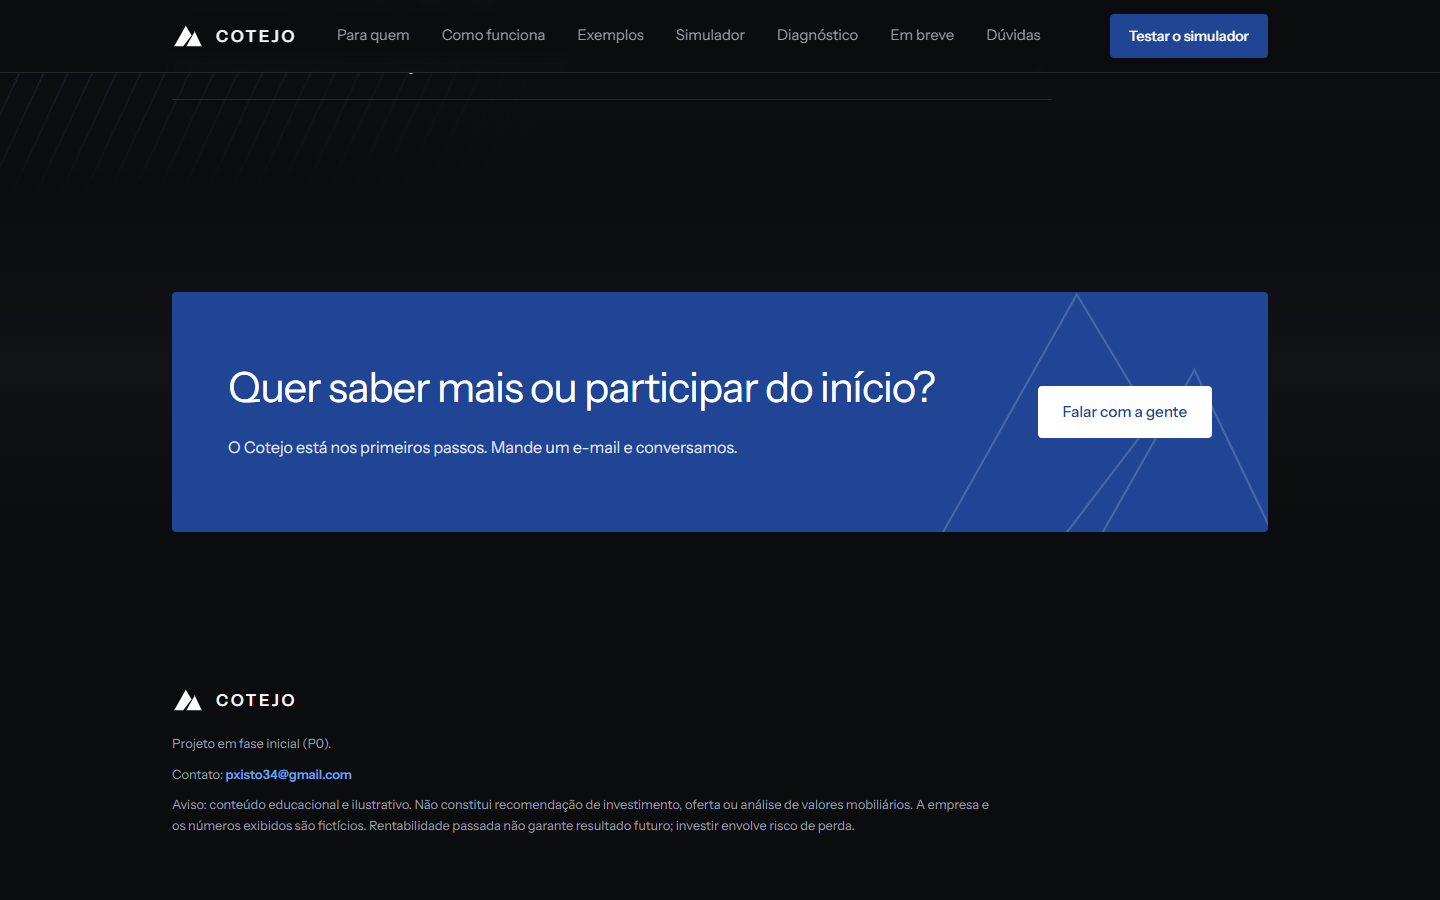 COTEJO
Para quem
Como funciona
Exemplos
Simulador
Diagnóstico
Em breve
Dúvidas
Testar o simulador
Quer saber mais ou participar do início?
O Cotejo está nos primeiros passos. Mande um e-mail e conversamos.
Falar com a gente
COTEJO
Projeto em fase inicial (P0).
Contato: pxisto34@gmail.com
Aviso: conteúdo educacional e ilustrativo. Não constitui recomendação de investimento, oferta ou análise de valores mobiliários. A empresa e
os números exibidos são fictícios. Rentabilidade passada não garante resultado futuro; investir envolve risco de perda.